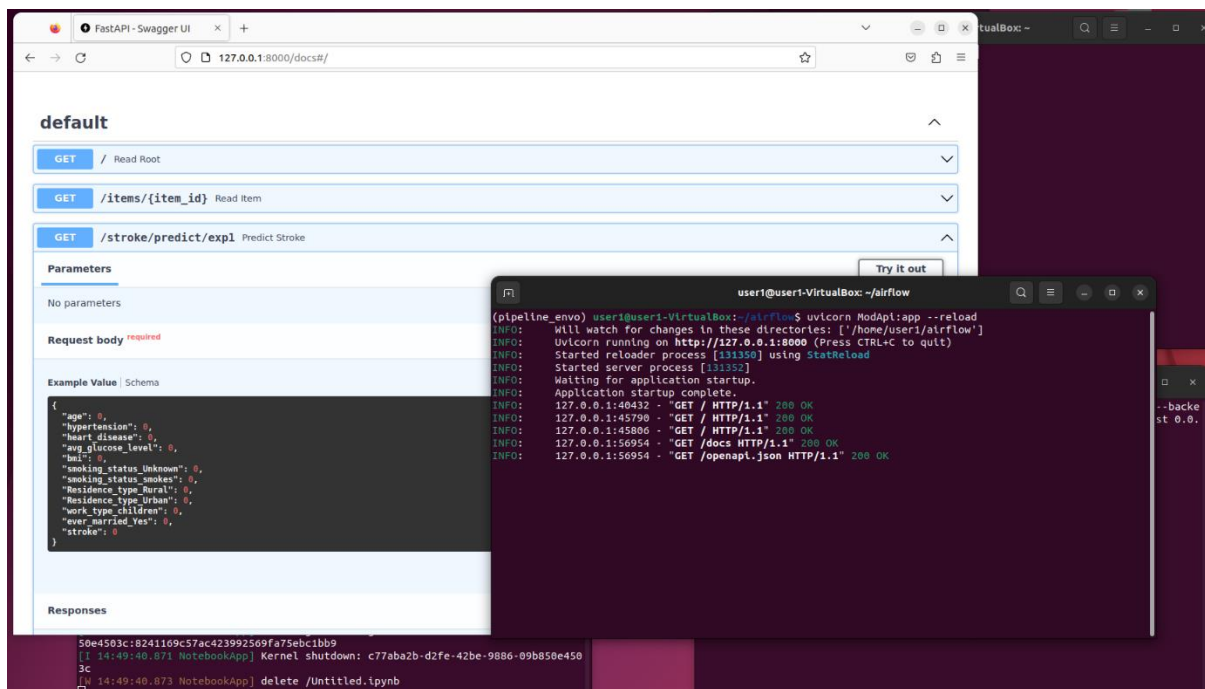 FastAPI - Swagger UI
tualBox: ~
127.0.0.1:8000/docs#/
default
GET / Read Root
GET /items/{item_id} Read Item
GET /stroke/predict/exp1 Predict Stroke
Parameters
Try it out
No parameters
Request body required
Example Value Schema
{
"age": 0,
"hypertension": 0,
"heart_disease": 0,
"avg_glucose_level": 0,
"bmi": 0,
"smoking_status_Unknown": 0,
"smoking_status_smokes": 0,
"Residence_type_Rural": 0,
"Residence_type_Urban": 0,
"work_type_children": 0,
"ever_married_Yes": 0,
"stroke": 0
}
Responses
user1@user1-VirtualBox: ~/airflow
(pipeline_envo) user1@user1-VirtualBox:~/airflow$ uvicorn ModApi:app --reload
INFO: Will watch for changes in these directories: ['/home/user1/airflow']
INFO: Uvicorn running on http://127.0.0.1:8000 (Press CTRL+C to quit)
INFO: Started reloader process [131350] using StatReload
INFO: Started server process [131352]
INFO: Waiting for application startup.
INFO: Application startup complete.
INFO: 127.0.0.1:40432 - "GET / HTTP/1.1" 200 OK
INFO: 127.0.0.1:45790 - "GET / HTTP/1.1" 200 OK
INFO: 127.0.0.1:45806 - "GET / HTTP/1.1" 200 OK
INFO: 127.0.0.1:56954 - "GET /docs HTTP/1.1" 200 OK
INFO: 127.0.0.1:56954 - "GET /openapi.json HTTP/1.1" 200 OK
--backe
st 0.0.
50e4503c:8241169c57ac423992569fa75ebc1bb9
[I 14:49:40.871 NotebookApp] Kernel shutdown: c77aba2b-d2fe-42be-9886-09b850e450
3c
[W 14:49:40.873 NotebookApp] delete /Untitled.ipynb